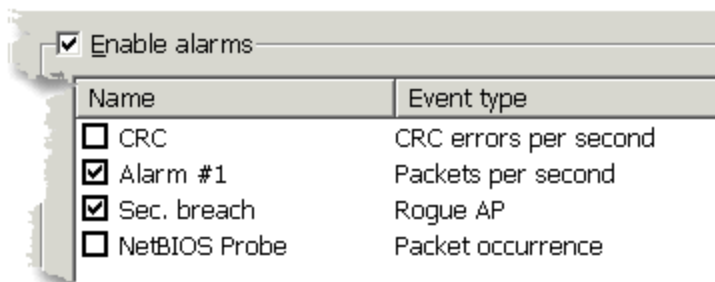 Enable alarms
Name Event type
CRC CRC errors per second
Alarm #1 Packets per second
Sec. breach Rogue AP
NetBIOS Probe Packet occurrence